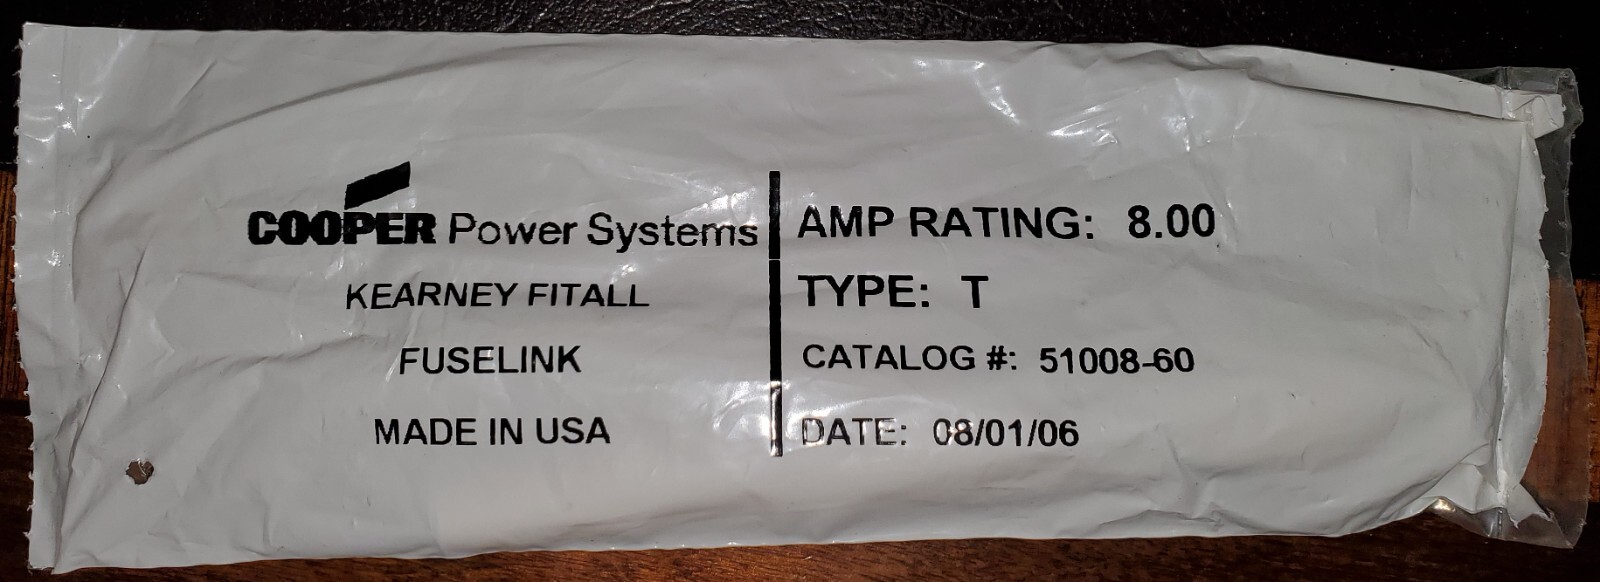 COOPER Power Systems
KEARNEY FITALL
FUSELINK
MADE IN USA
AMP RATING: 8.00
TYPE: T
CATALOG #: 51008-60
DATE: 08/01/06